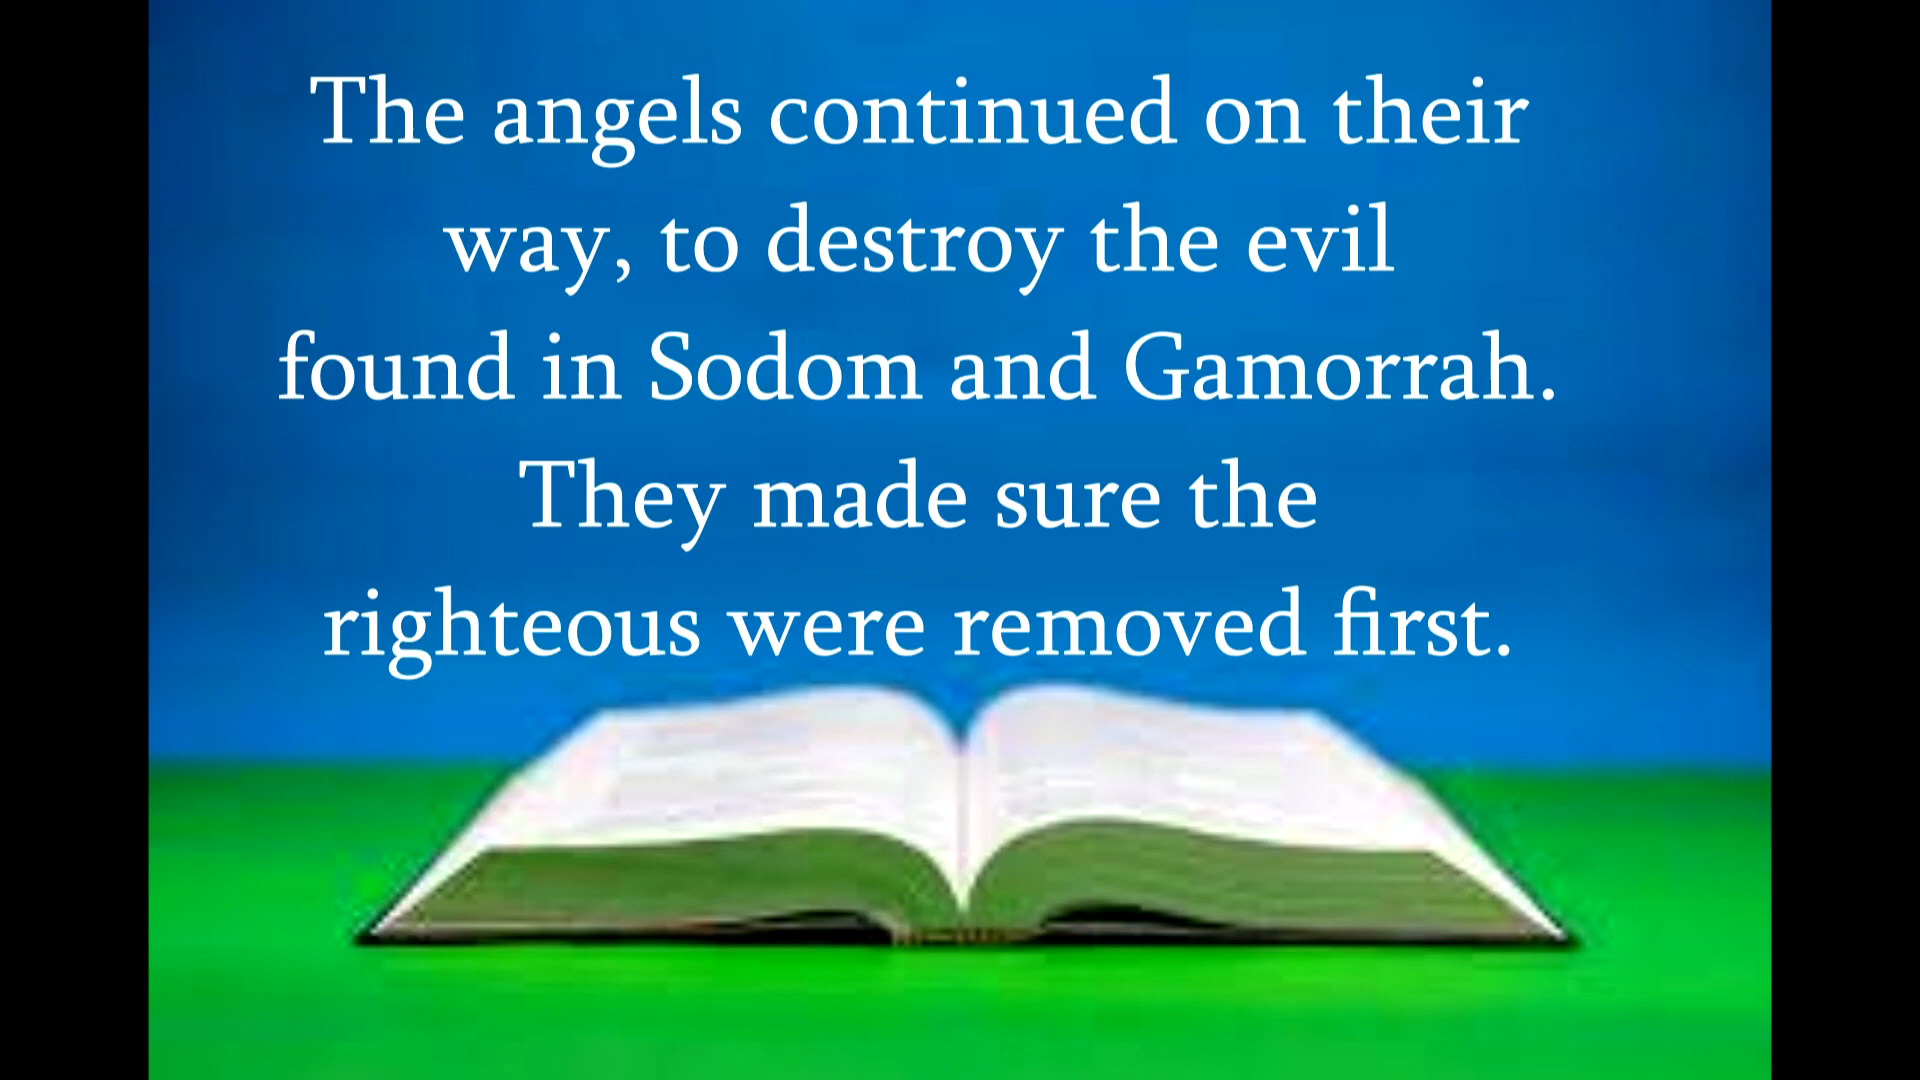 The angels continued on their
way, to destroy the evil
found in Sodom and Gamorrah.
They made sure the
righteous were removed first.